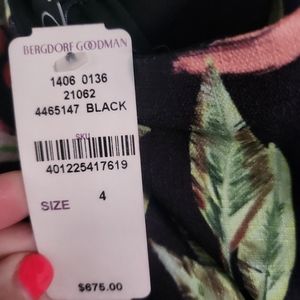 BERGDORF GOODMAN
1406 0136
21062
4465147 BLACK
SKU
401225417619
SIZE 4
$675.00